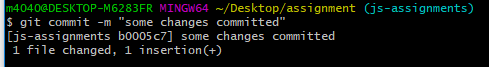 m4040@DESKTOP-M6283FR MINGW64 ~/Desktop/assignment (js-assignments)
$ git commit -m "some changes committed"
[js-assignments b0005c7] some changes committed
1 file changed, 1 insertion(+)